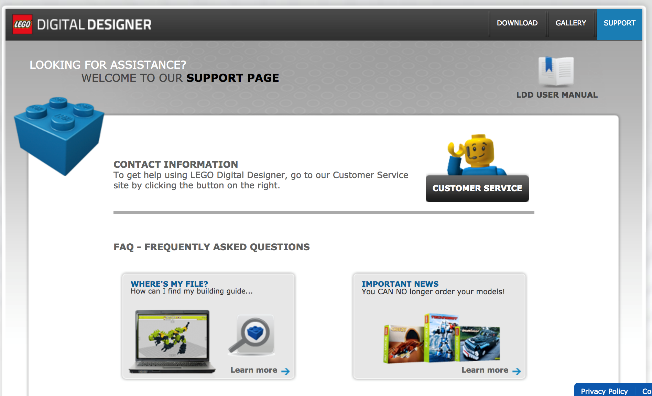 LEGO DIGITAL DESIGNER
DOWNLOAD GALLERY SUPPORT
LOOKING FOR ASSISTANCE?
WELCOME TO OUR SUPPORT PAGE
LDD USER MANUAL
CONTACT INFORMATION
To get help using LEGO Digital Designer, go to our Customer Service
site by clicking the button on the right.
CUSTOMER SERVICE
FAQ - FREQUENTLY ASKED QUESTIONS
WHERE'S MY FILE?
How can I find my building guide...
Learn more
IMPORTANT NEWS
You CAN NO longer order your models!
Learn more
Privacy Policy Co